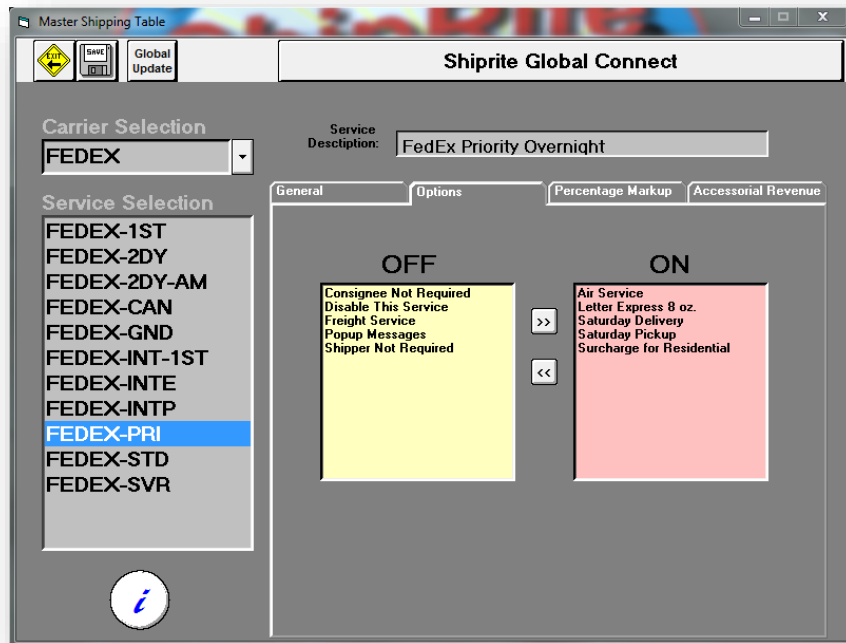 Master Shipping Table
EXIT
SAVE
Global
Update
Shiprite Global Connect
Carrier Selection
FEDEX
Service
Desctiption:
FedEx Priority Overnight
Service Selection
FEDEX-1ST
FEDEX-2DY
FEDEX-2DY-AM
FEDEX-CAN
FEDEX-GND
FEDEX-INT-1ST
FEDEX-INTE
FEDEX-INTP
FEDEX-PRI
FEDEX-STD
FEDEX-SVR
General
Options
Percentage Markup
Accessorial Revenue
OFF
Consignee Not Required
Disable This Service
Freight Service
Popup Messages
Shipper Not Required
>>
<<
ON
Air Service
Letter Express 8 oz.
Saturday Delivery
Saturday Pickup
Surcharge for Residential
i